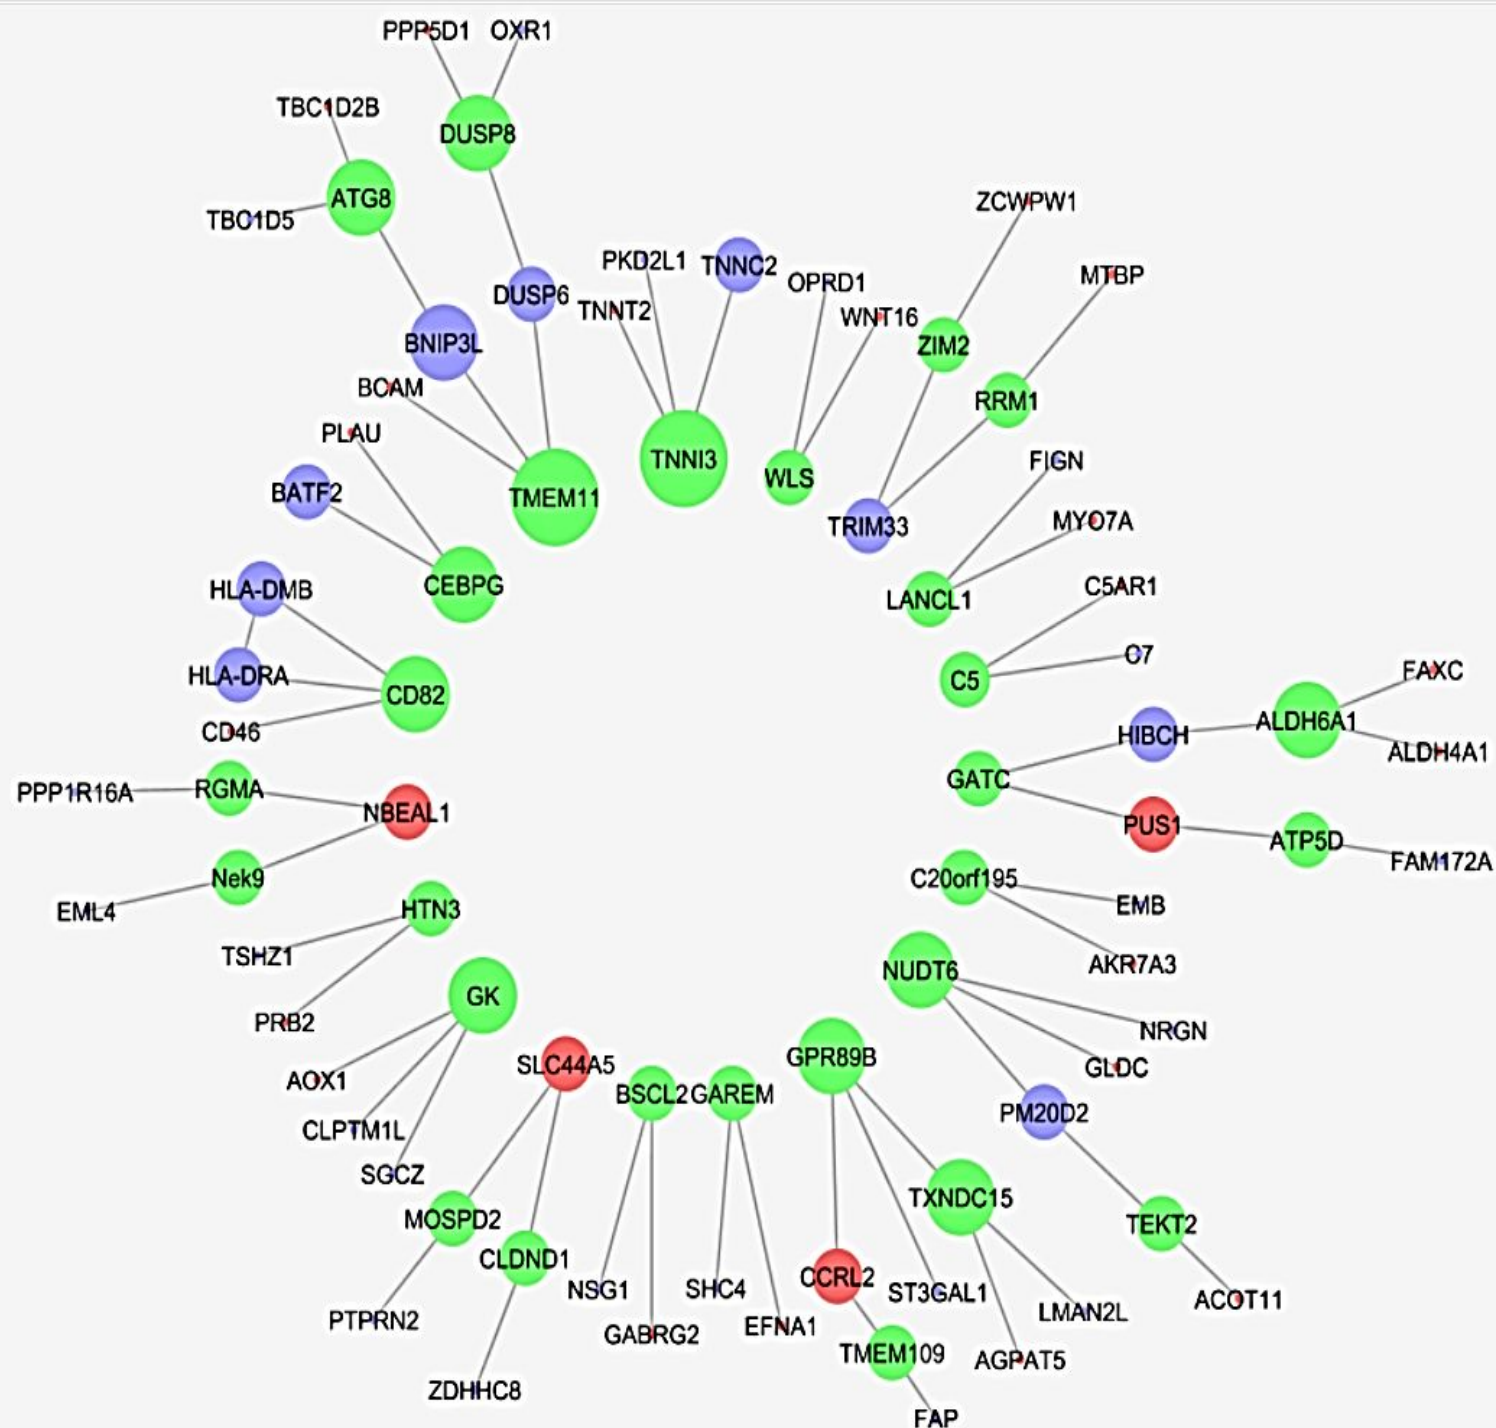 PPP5D1
OXR1
TBC1D2B
DUSP8
ATG8
TBC1D5
ZCWPW1
PKD2L1
TNNC2
OPRD1
MTBP
DUSP6
TNNT2
WNT16
BNIP3L
ZIM2
BCAM
RRM1
PLAU
TNNI3
FIGN
WLS
BATF2
TMEM11
TRIM33
MYO7A
CEBPG
C5AR1
HLA-DMB
LANCL1
C7
HLA-DRA
CD82
C5
FAXC
CD46
ALDH6A1
HIBCH
ALDH4A1
GATC
PPP1R16A
RGMA
NBEAL1
PUS1
ATP5D
FAM172A
Nek9
C20orf195
EML4
HTN3
EMB
TSHZ1
AKR7A3
NUDT6
GK
PRB2
NRGN
GPR89B
SLC44A5
GLDC
AOX1
BSCL2
GAREM
PM20D2
CLPTM1L
SGCZ
TXNDC15
MOSPD2
TEKT2
CLDND1
CCRL2
NSG1
SHC4
ST3GAL1
ACOT11
LMAN2L
PTPRN2
GABRG2
EFNA1
TMEM109
AGPAT5
ZDHHC8
FAP